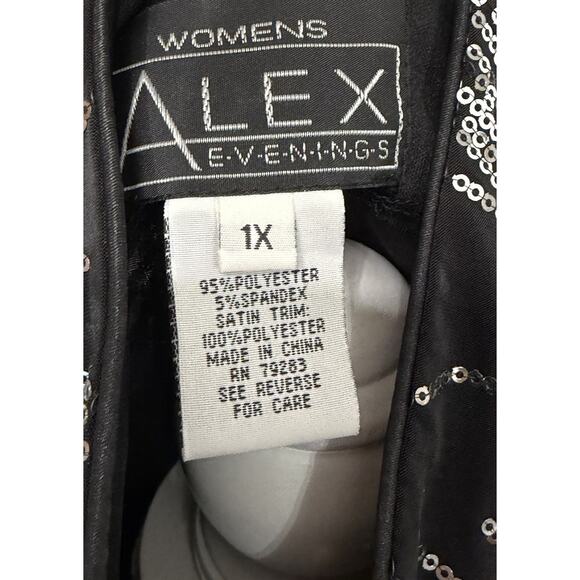 WOMENS
ALEX
E-V-E-N-I-N-G-S
1X
95%POLYESTER
5%SPANDEX
SATIN TRIM:
100%POLYESTER
MADE IN CHINA
RN 79283
SEE REVERSE
FOR CARE